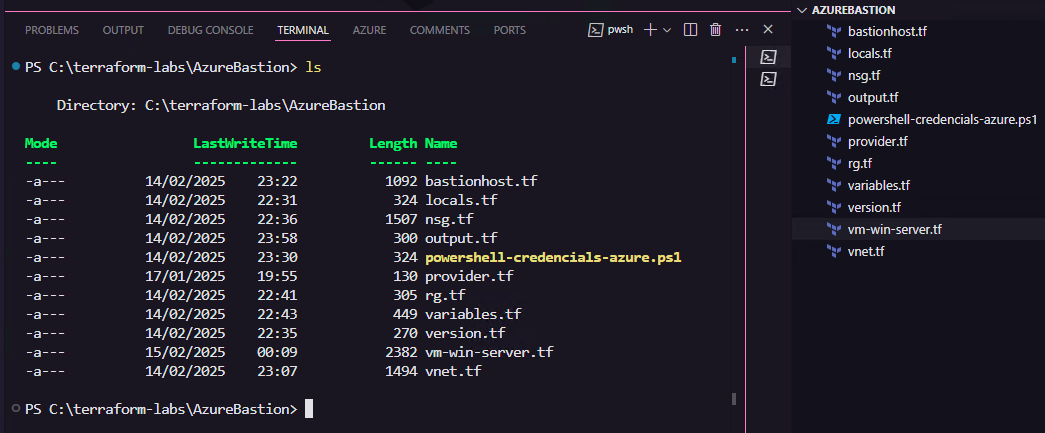 PROBLEMS OUTPUT DEBUG CONSOLE TERMINAL AZURE COMMENTS PORTS pwsh
PS C:\terraform-labs\AzureBastion> ls
Directory: C:\terraform-labs\AzureBastion
Mode LastWriteTime Length Name
---- ------------- ------ ----
-a--- 14/02/2025 23:22 1092 bastionhost.tf
-a--- 14/02/2025 22:31 324 locals.tf
-a--- 14/02/2025 22:36 1507 nsg.tf
-a--- 14/02/2025 23:58 300 output.tf
-a--- 14/02/2025 23:30 324 powershell-credencials-azure.ps1
-a--- 17/01/2025 19:55 130 provider.tf
-a--- 14/02/2025 22:41 305 rg.tf
-a--- 14/02/2025 22:43 449 variables.tf
-a--- 14/02/2025 22:35 270 version.tf
-a--- 15/02/2025 00:09 2382 vm-win-server.tf
-a--- 14/02/2025 23:07 1494 vnet.tf
PS C:\terraform-labs\AzureBastion>
AZUREBASTION
bastionhost.tf
locals.tf
nsg.tf
output.tf
powershell-credencials-azure.ps1
provider.tf
rg.tf
variables.tf
version.tf
vm-win-server.tf
vnet.tf